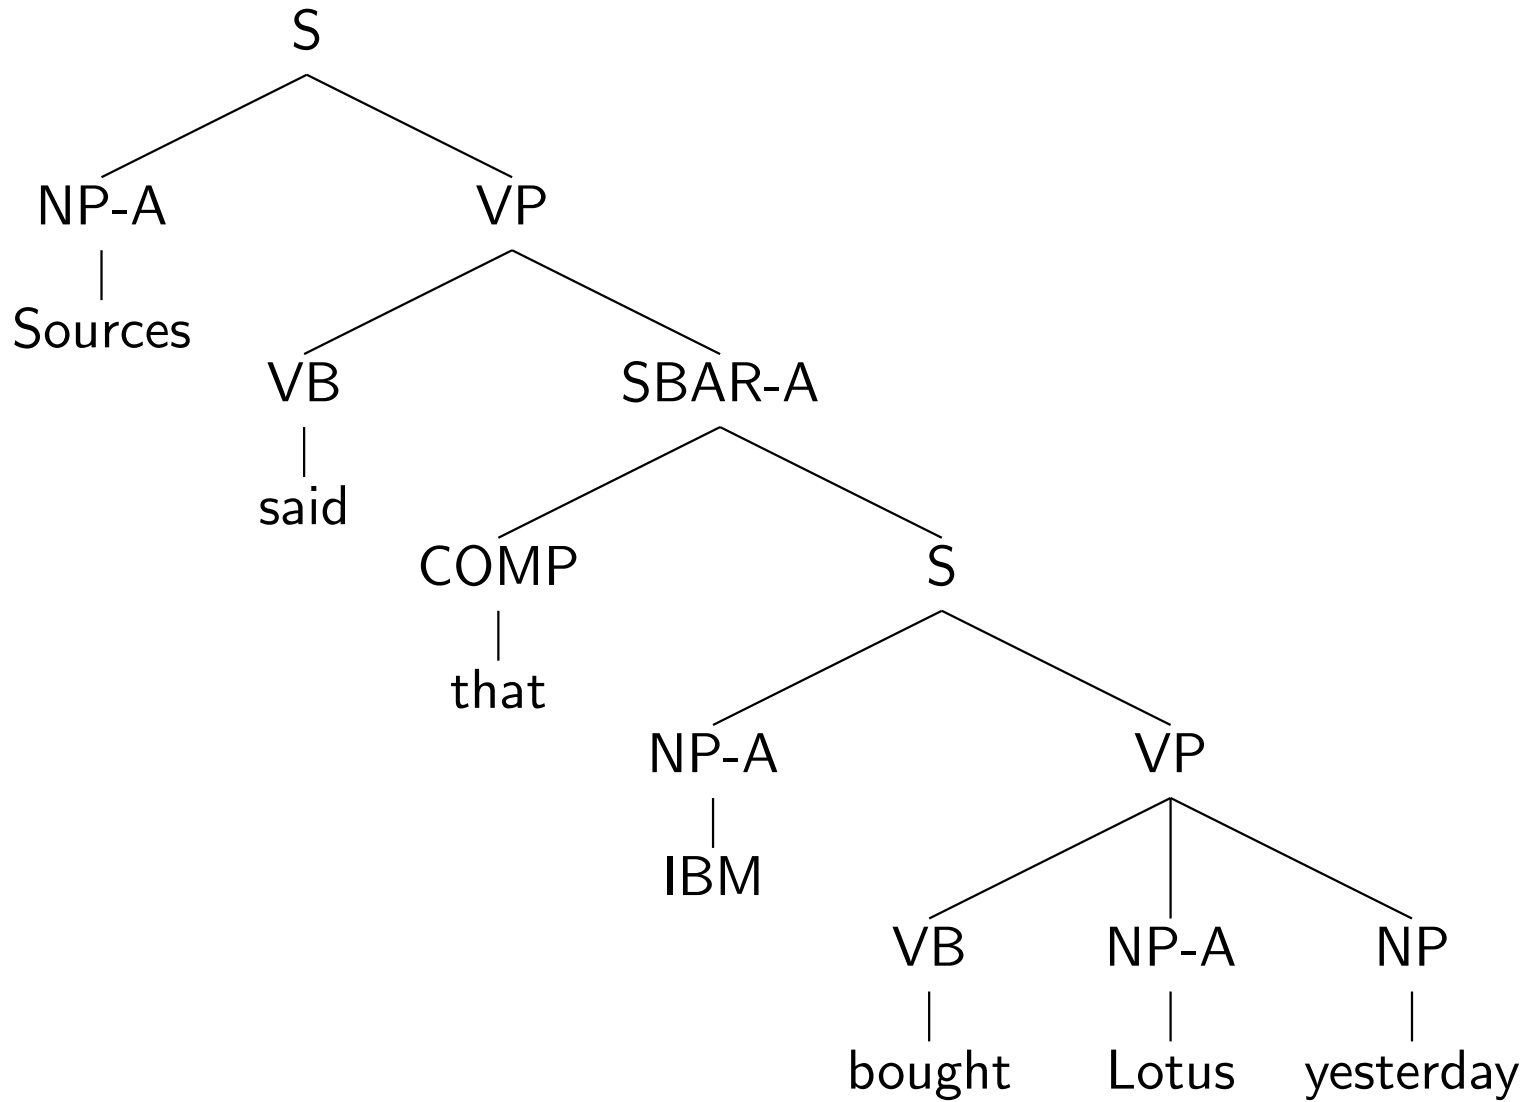 S
NP-A VP
Sources
VB SBAR-A
said
COMP S
that
NP-A VP
IBM
VB NP-A NP
bought Lotus yesterday